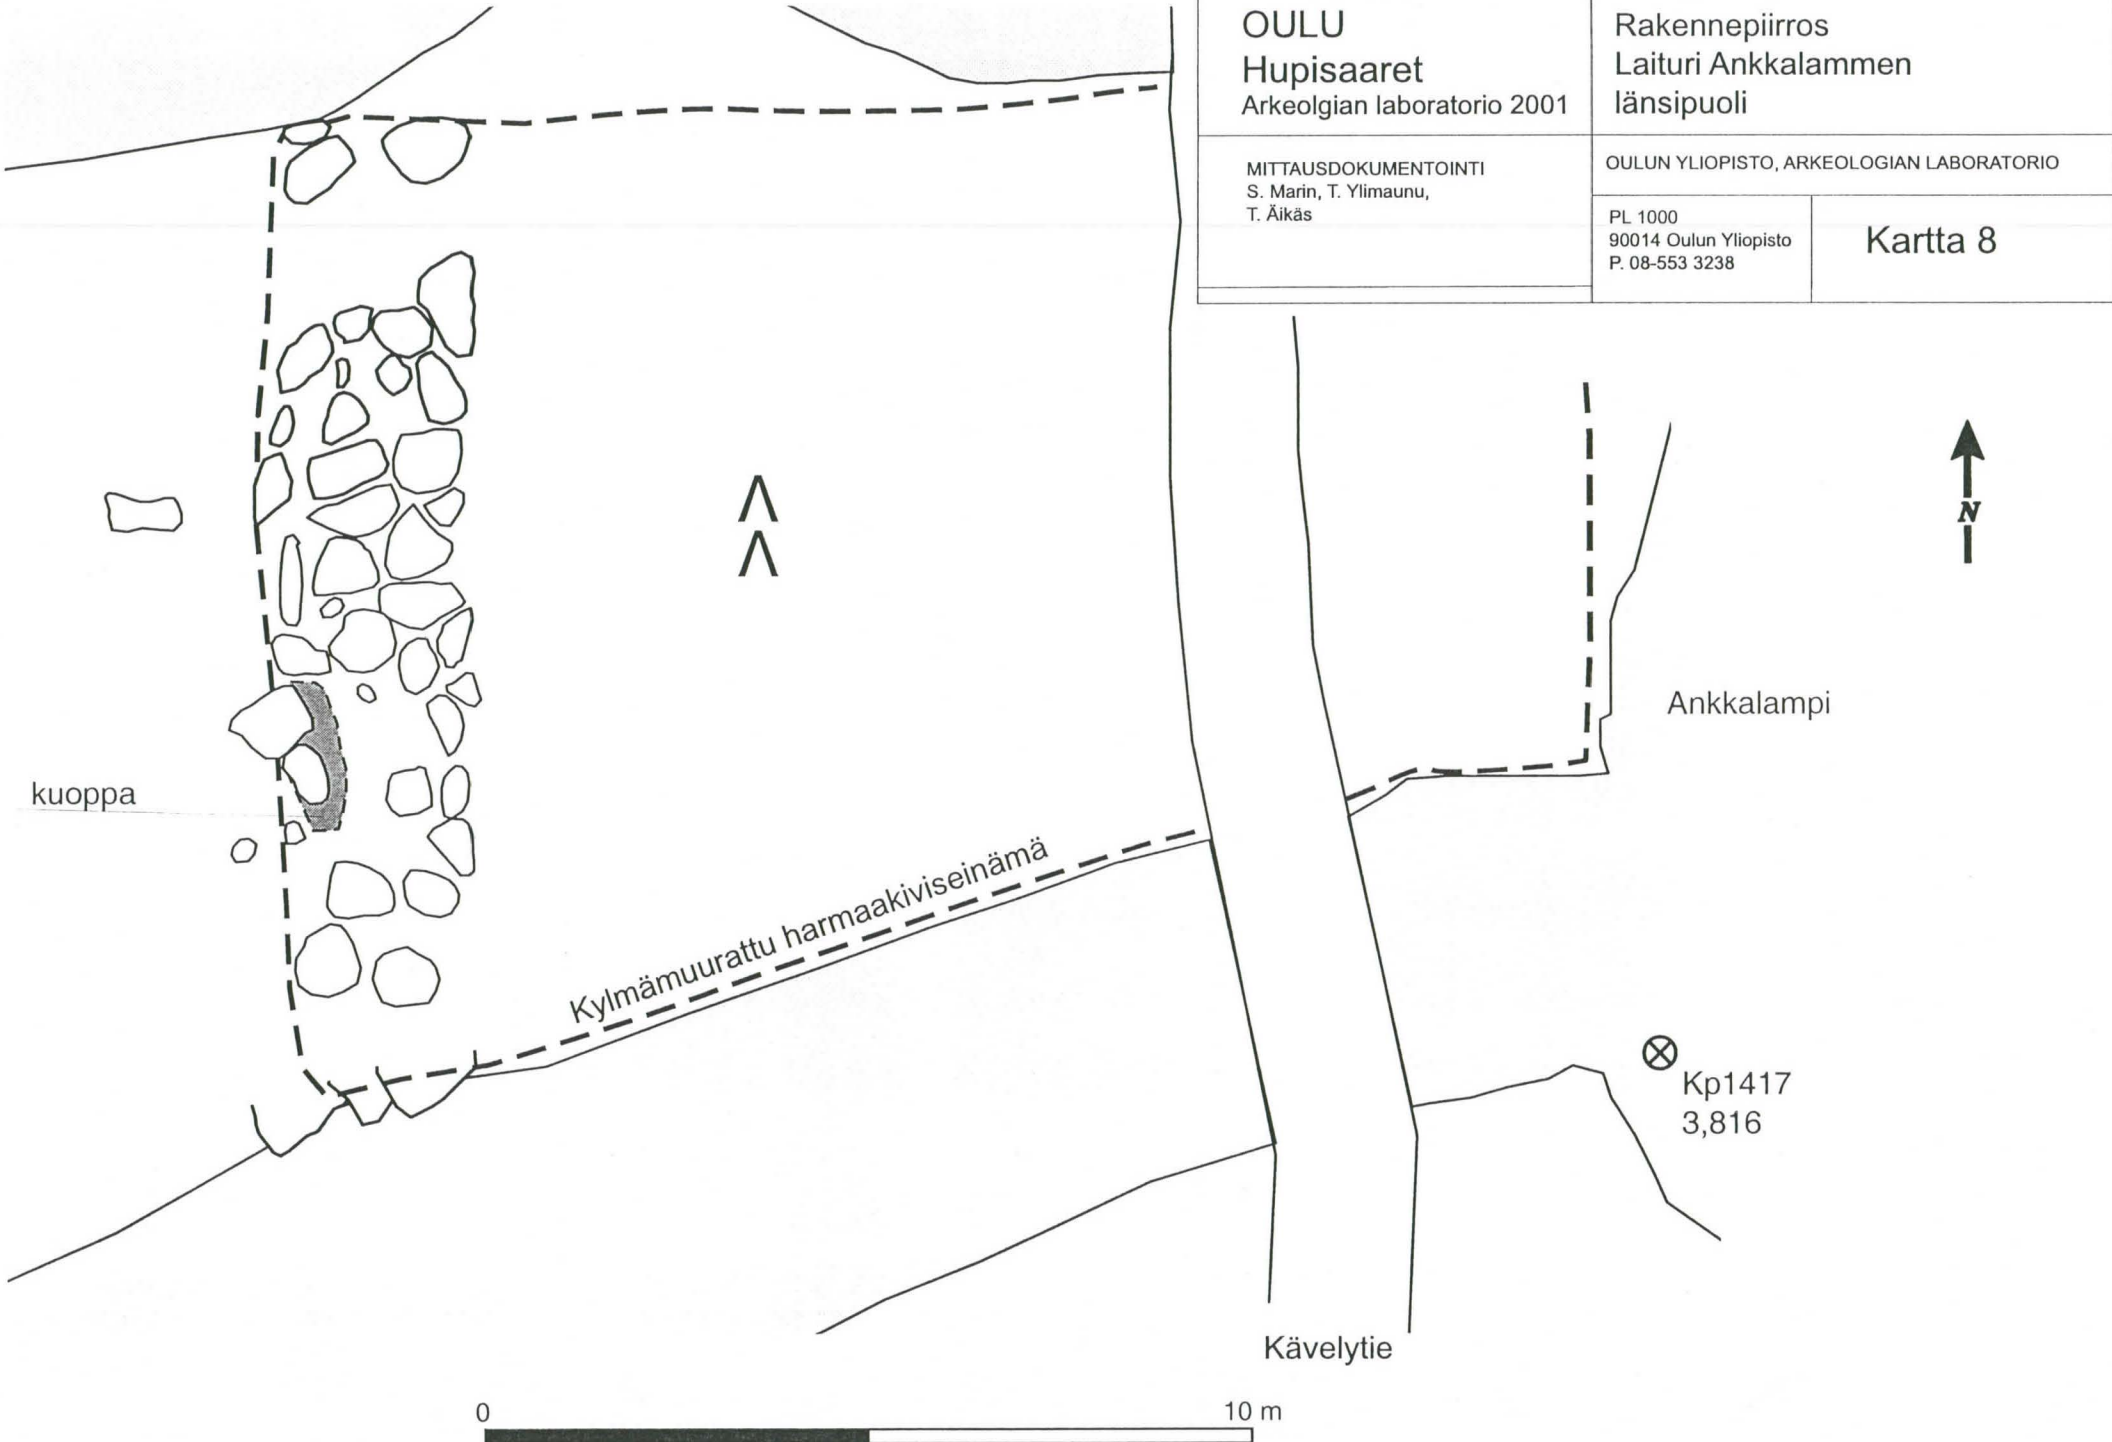 OULU
Hupisaaret
Arkeolgian laboratorio 2001
Rakennepiirros
Laituri Ankkalammen
länsipuoli
MITTAUSDOKUMENTOINTI
S. Marin, T. Ylimaunu,
T. Äikäs
OULUN YLIOPISTO, ARKEOLOGIAN LABORATORIO
PL 1000
90014 Oulun Yliopisto
P. 08-553 3238
Kartta 8
N
Ankkalampi
kuoppa
Kylmämuurattu harmaakiviseinämä
Kp1417
3,816
Kävelytie
0
10 m